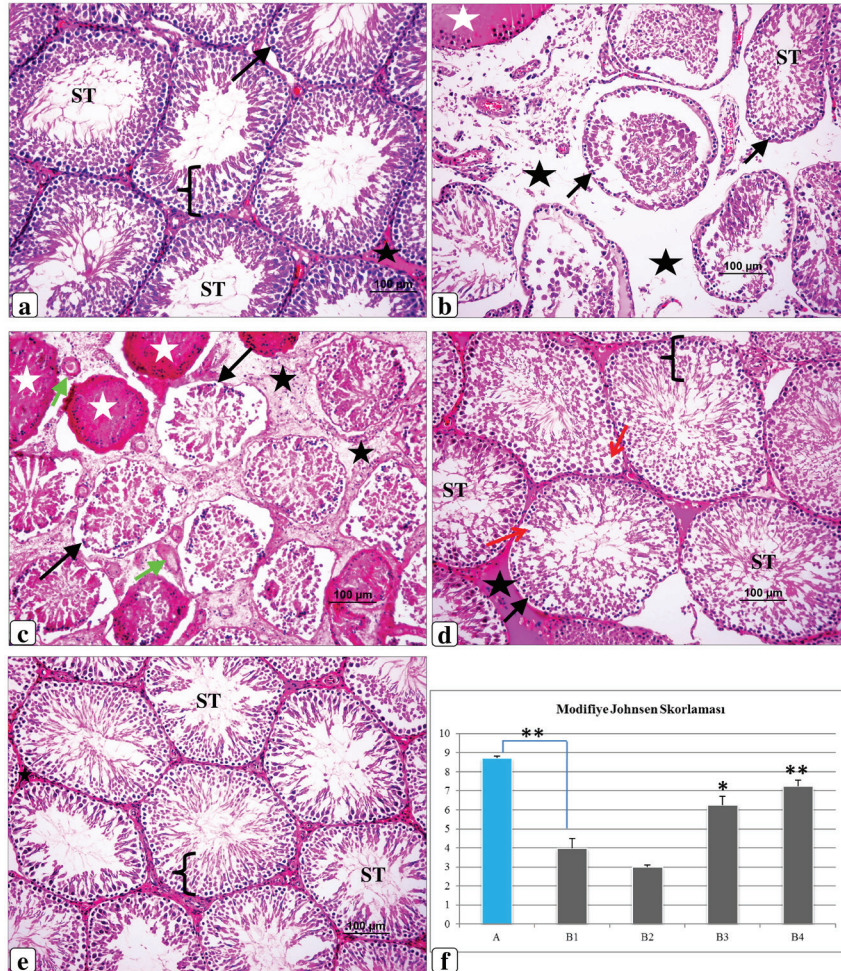 ST
ST
100 µm
a
ST
100 µm
b
100 µm
c
ST
ST
100 µm
d
ST
ST
100 µm
e
Modifiye Johnsen Skorlaması
**
*
**
10
9
8
7
6
5
4
3
2
1
0
A B1 B2 B3 B4
f